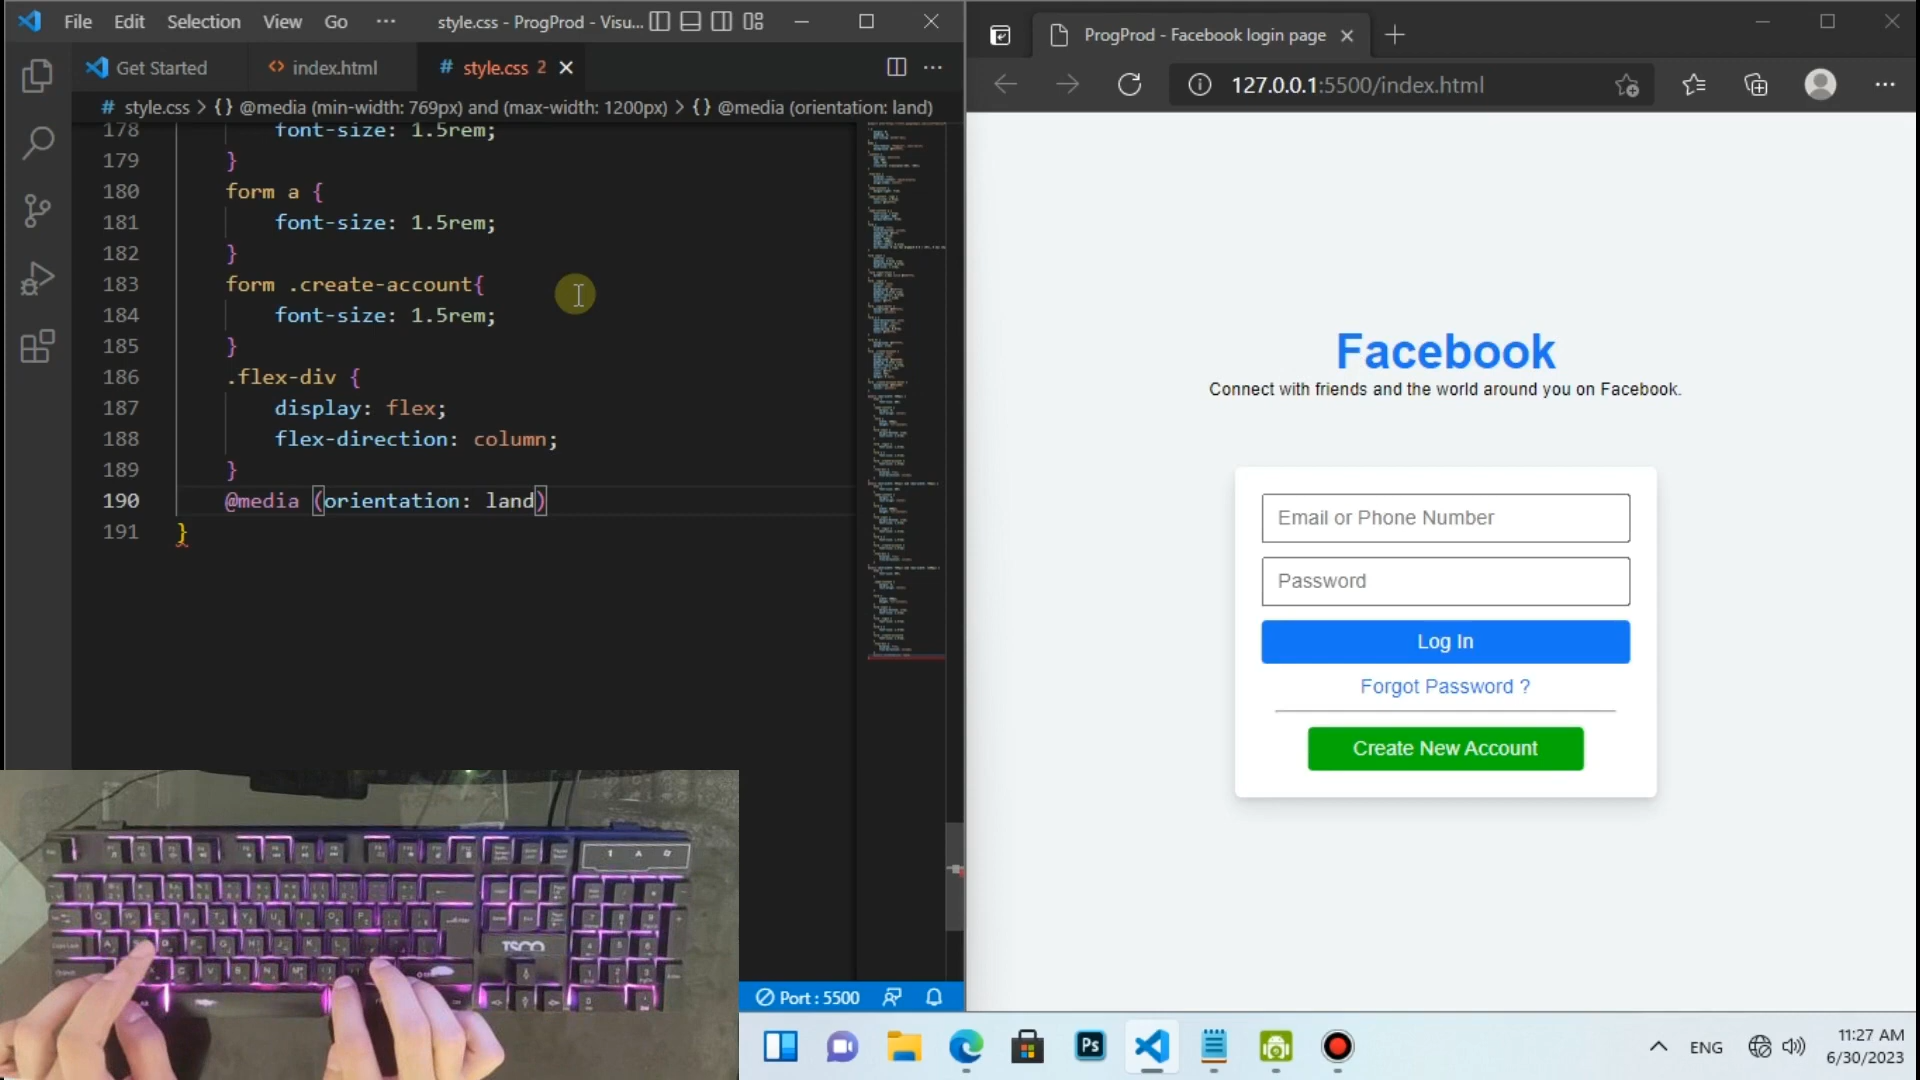 File Edit Selection View Go ··· style.css - ProgProd - Visu...
Get Started index.html # style.css 2
# style.css > {} @media (min-width: 769px) and (max-width: 1200px) > {} @media (orientation: land)
178 font-size: 1.5rem;
179 }
180 form a {
181 font-size: 1.5rem;
182 }
183 form .create-account{
184 font-size: 1.5rem;
185 }
186 .flex-div {
187 display: flex;
188 flex-direction: column;
189 }
190 @media (orientation: land)
191 }
Port : 5500
ProgProd - Facebook login page
127.0.0.1:5500/index.html
Facebook
Connect with friends and the world around you on Facebook.
Email or Phone Number
Password
Log In
Forgot Password ?
Create New Account
TSCO
Ps
ENG
11:27 AM
6/30/2023